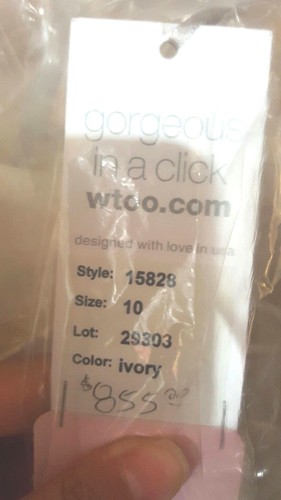 gorgeous
in a click
wtoo.com
designed with love in usa
Style: 15828
Size: 10
Lot: 29303
Color: ivory
$855.00